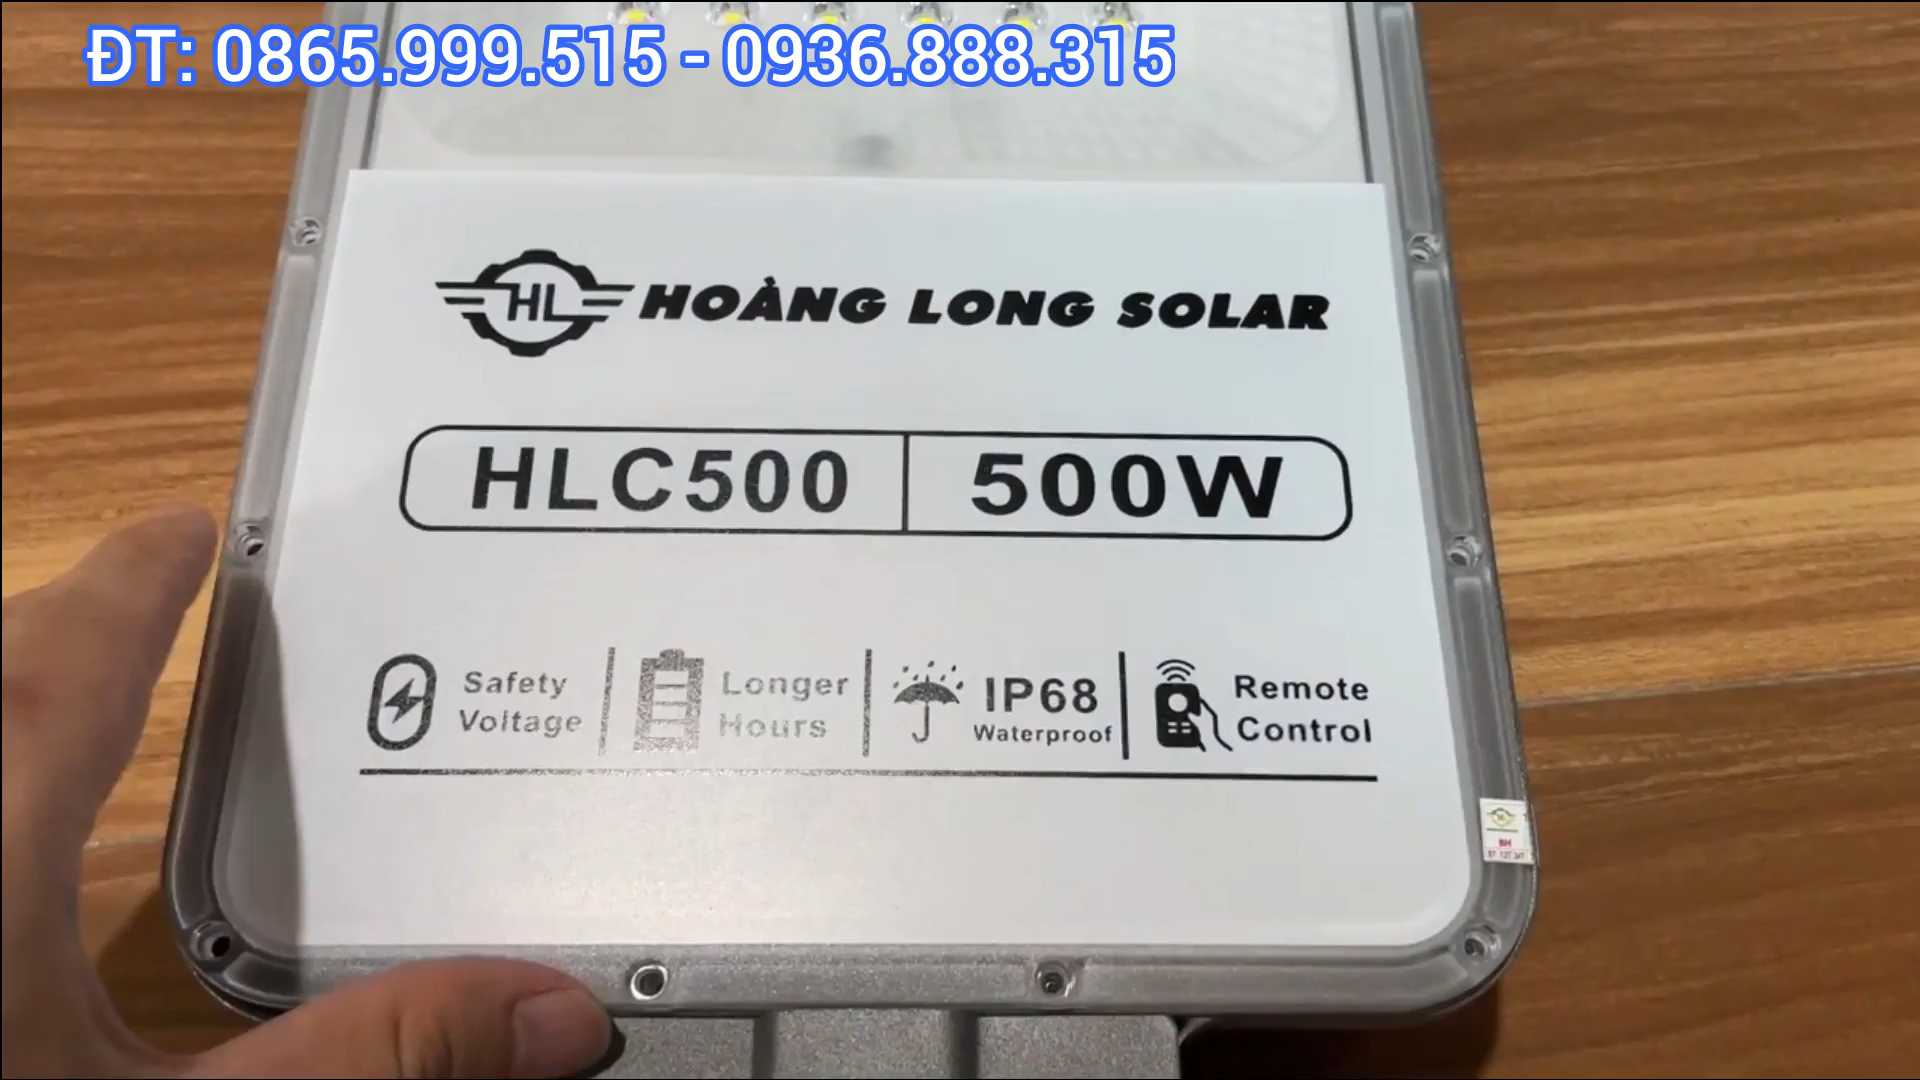 ĐT: 0865.999.515 - 0936.888.315
HL HOÀNG LONG SOLAR
HLC500 500W
Safety Voltage
Longer Hours
IP68 Waterproof
Remote Control
BH